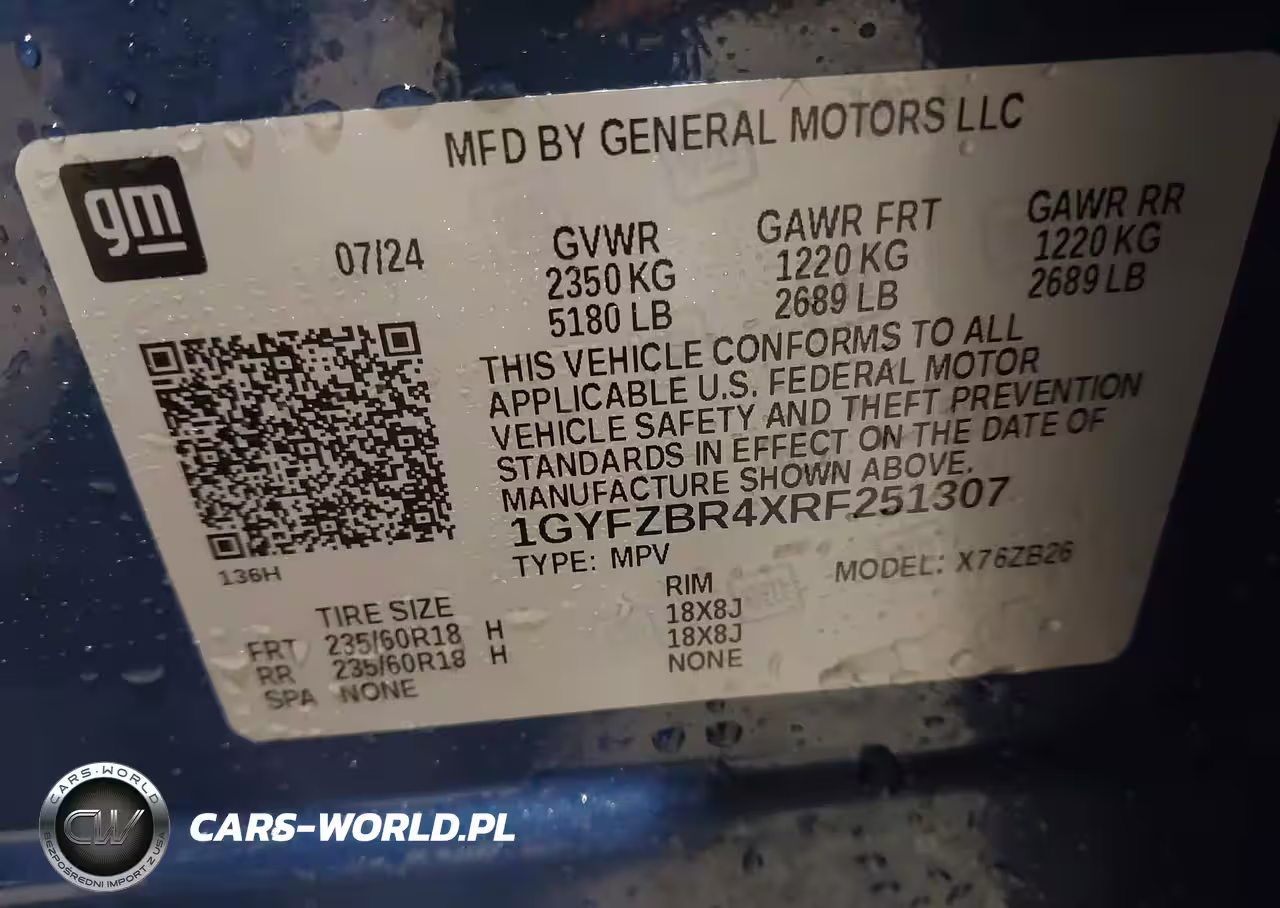 MFD BY GENERAL MOTORS LLC
gm
07/24
GVWR
2350 KG
5180 LB
GAWR FRT
1220 KG
2689 LB
GAWR RR
1220 KG
2689 LB
THIS VEHICLE CONFORMS TO ALL
APPLICABLE U.S. FEDERAL MOTOR
VEHICLE SAFETY AND THEFT PREVENTION
STANDARDS IN EFFECT ON THE DATE OF
MANUFACTURE SHOWN ABOVE.
1GYFZBR4XRF251307
TYPE: MPV
MODEL: X76ZB26
136H
TIRE SIZE RIM
FRT 235/60R18 H 18X8J
RR 235/60R18 H 18X8J
SPA NONE NONE
CARS-WORLD
CW
BEZPOŚREDNI IMPORT Z USA
CARS-WORLD.PL